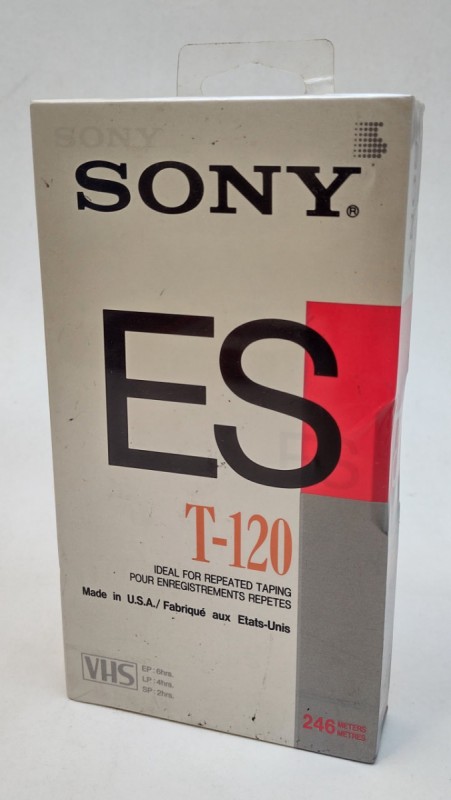 SONY
SONY®
ES
T-120
IDEAL FOR REPEATED TAPING
POUR ENREGISTREMENTS REPETES
Made in U.S.A./ Fabriqué aux Etats-Unis
VHS
EP : 6hrs.
LP : 4hrs.
SP : 2hrs.
246 METERS
METRES